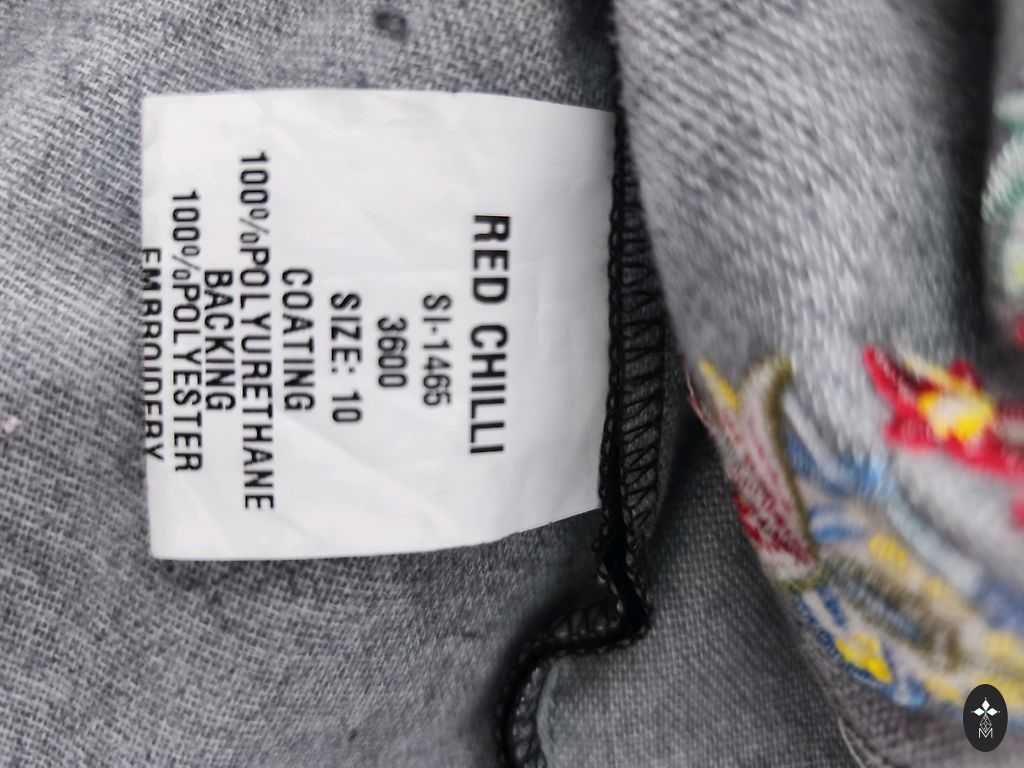 RED CHILLI
SI-1465
3600
SIZE: 10
COATING
100%POLYURETHANE
BACKING
100%POLYESTER
EMBROIDERY
M